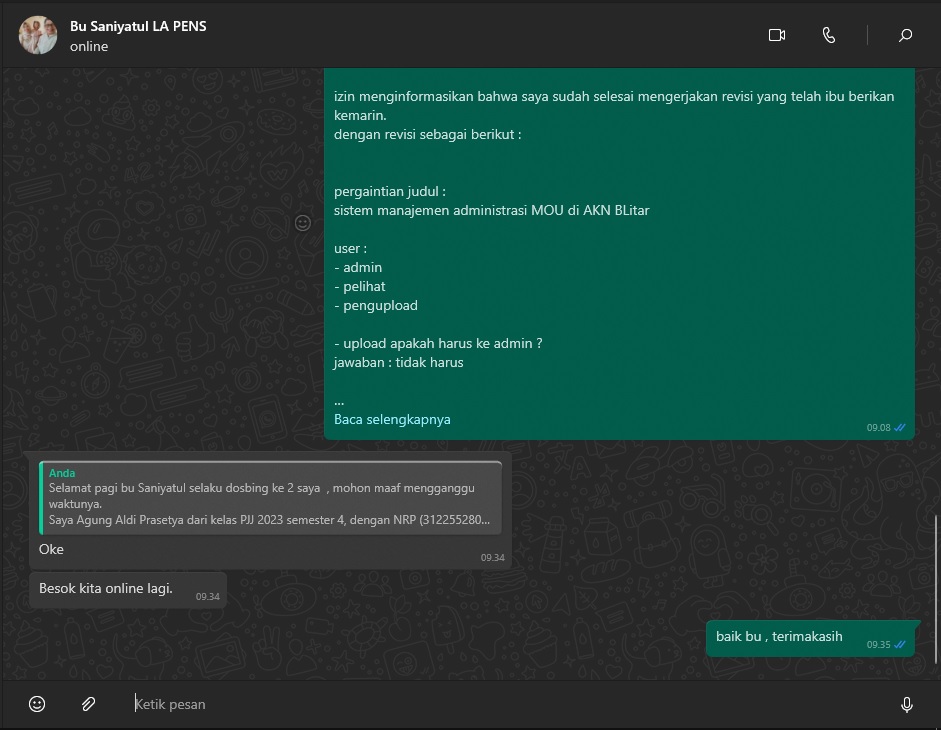 Bu Saniyatul LA PENS
online
izin menginformasikan bahwa saya sudah selesai mengerjakan revisi yang telah ibu berikan
kemarin.
dengan revisi sebagai berikut :
pergaintian judul :
sistem manajemen administrasi MOU di AKN BLitar
user :
- admin
- pelihat
- pengupload
- upload apakah harus ke admin ?
jawaban : tidak harus
...
Baca selengkapnya
09.08
Anda
Selamat pagi bu Saniyatul selaku dosbing ke 2 saya , mohon maaf mengganggu
waktunya.
Saya Agung Aldi Prasetya dari kelas PJJ 2023 semester 4, dengan NRP (312255280...
Oke
09.34
Besok kita online lagi.
09.34
baik bu , terimakasih
09.35
Ketik pesan